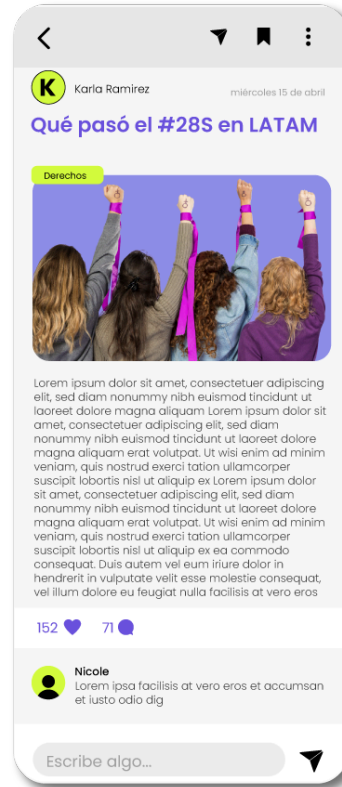 K Karla Ramirez
miércoles 15 de abril
Qué pasó el #28S en LATAM
Derechos
Lorem ipsum dolor sit amet, consectetuer adipiscing
elit, sed diam nonummy nibh euismod tincidunt ut
laoreet dolore magna aliquam Lorem ipsum dolor sit
amet, consectetuer adipiscing elit, sed diam
nonummy nibh euismod tincidunt ut laoreet dolore
magna aliquam erat volutpat. Ut wisi enim ad minim
veniam, quis nostrud exerci tation ullamcorper
suscipit lobortis nisl ut aliquip ex Lorem ipsum dolor
sit amet, consectetuer adipiscing elit, sed diam
nonummy nibh euismod tincidunt ut laoreet dolore
magna aliquam erat volutpat. Ut wisi enim ad minim
veniam, quis nostrud exerci tation ullamcorper
suscipit lobortis nisl ut aliquip ex ea commodo
consequat. Duis autem vel eum iriure dolor in
hendrerit in vulputate velit esse molestie consequat,
vel illum dolore eu feugiat nulla facilisis at vero eros
152 71
Nicole
Lorem ipsa facilisis at vero eros et accumsan
et iusto odio dig
Escribe algo...